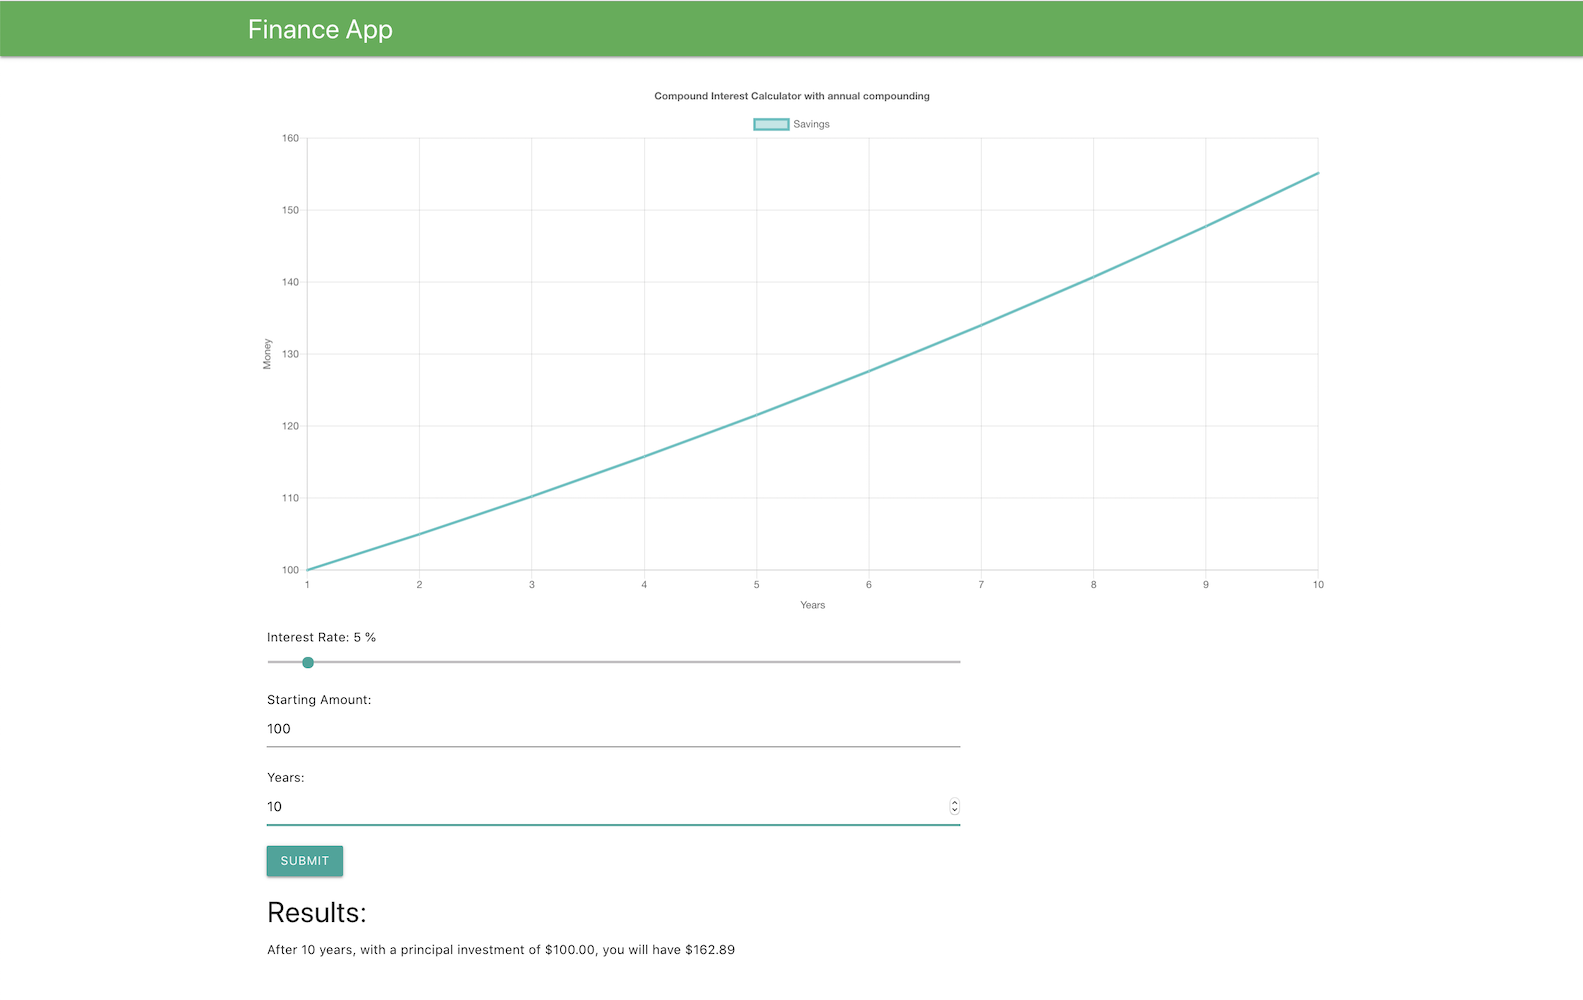 Finance App
Compound Interest Calculator with annual compounding
Savings
160
150
140
130
120
110
100
Money
1 2 3 4 5 6 7 8 9 10
Years
Interest Rate: 5 %
Starting Amount:
100
Years:
10
SUBMIT
Results:
After 10 years, with a principal investment of $100.00, you will have $162.89